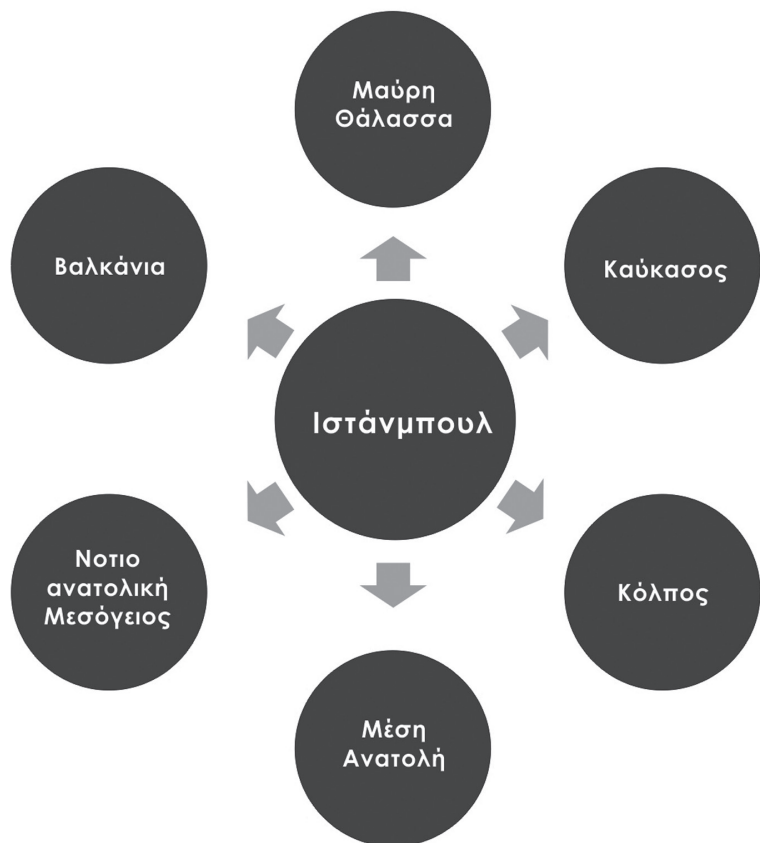 Μαύρη
Θάλασσα
Βαλκάνια
Καύκασος
Ιστάνμπουλ
Νοτιο
ανατολική
Μεσόγειος
Κόλπος
Μέση
Ανατολή